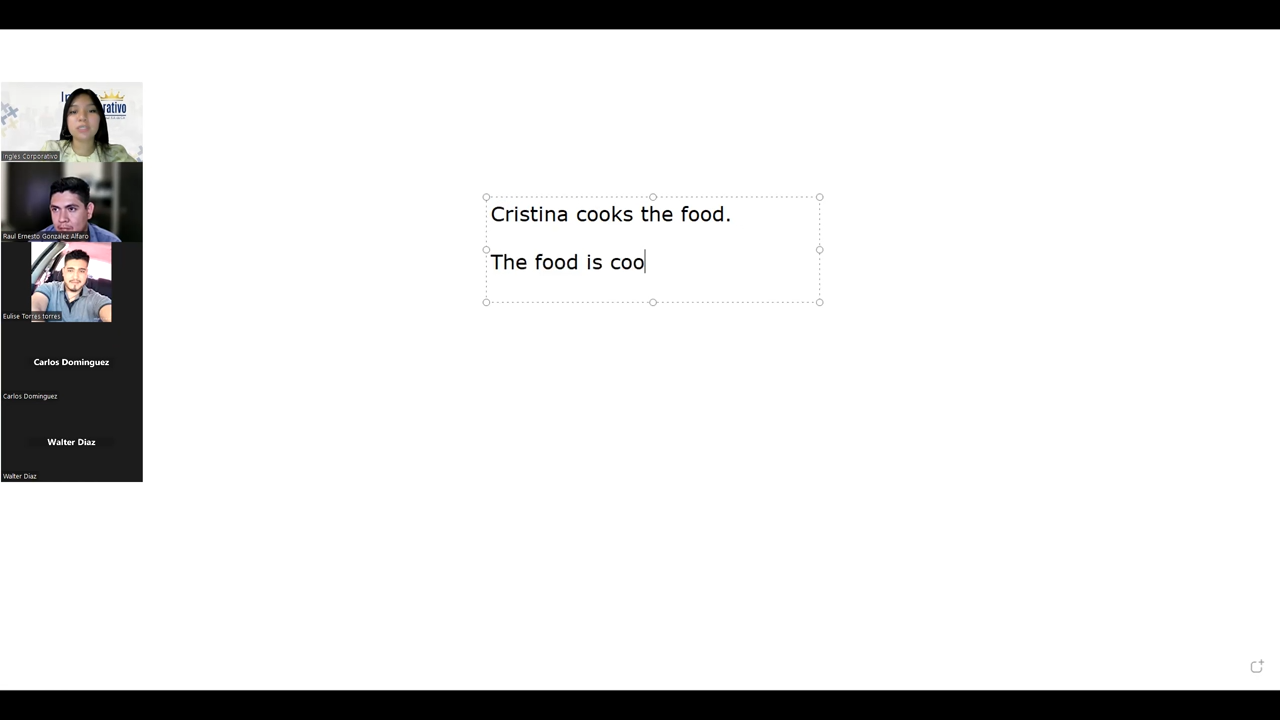 Ingles Corporativo
Raul Ernesto Gonzalez Alfaro
Eulise Torres torres
Carlos Dominguez
Carlos Dominguez
Walter Diaz
Walter Diaz
Cristina cooks the food.
The food is coo